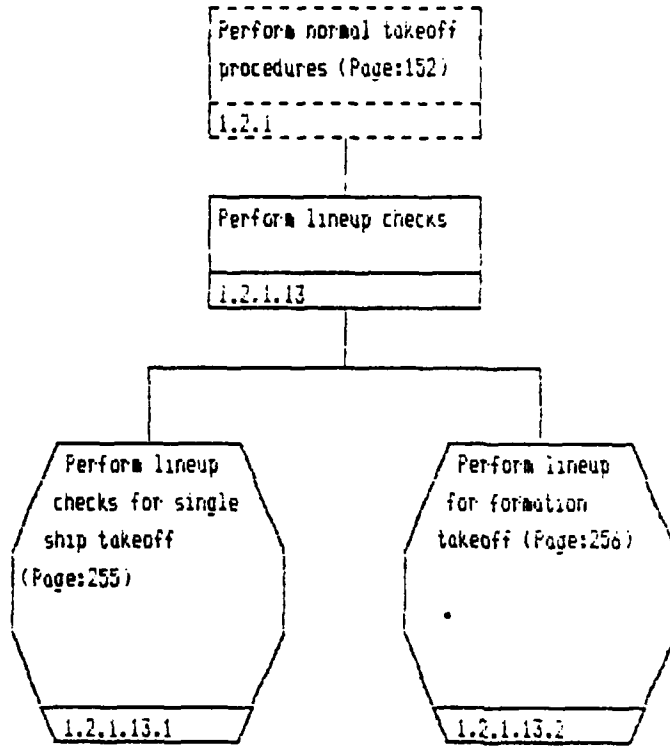 Perform normal takeoff
procedures (Page:152)
1.2.1
Perform lineup checks
1.2.1.13
Perform lineup
checks for single
ship takeoff
(Page:255)
1.2.1.13.1
Perform lineup
for formation
takeoff (Page:256)
1.2.1.13.2